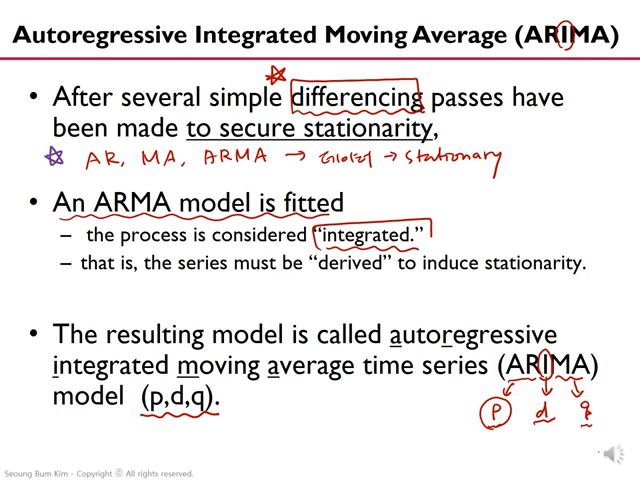 Autoregressive Integrated Moving Average (ARIMA)
• After several simple differencing passes have
been made to secure stationarity,
AR, MA, ARMA → 데이터 → stationary
• An ARMA model is fitted
– the process is considered “integrated.”
– that is, the series must be “derived” to induce stationarity.
• The resulting model is called autoregressive
integrated moving average time series (ARIMA)
model (p,d,q).
p d q
Seoung Bum Kim - Copyright ⓒ All rights reserved.